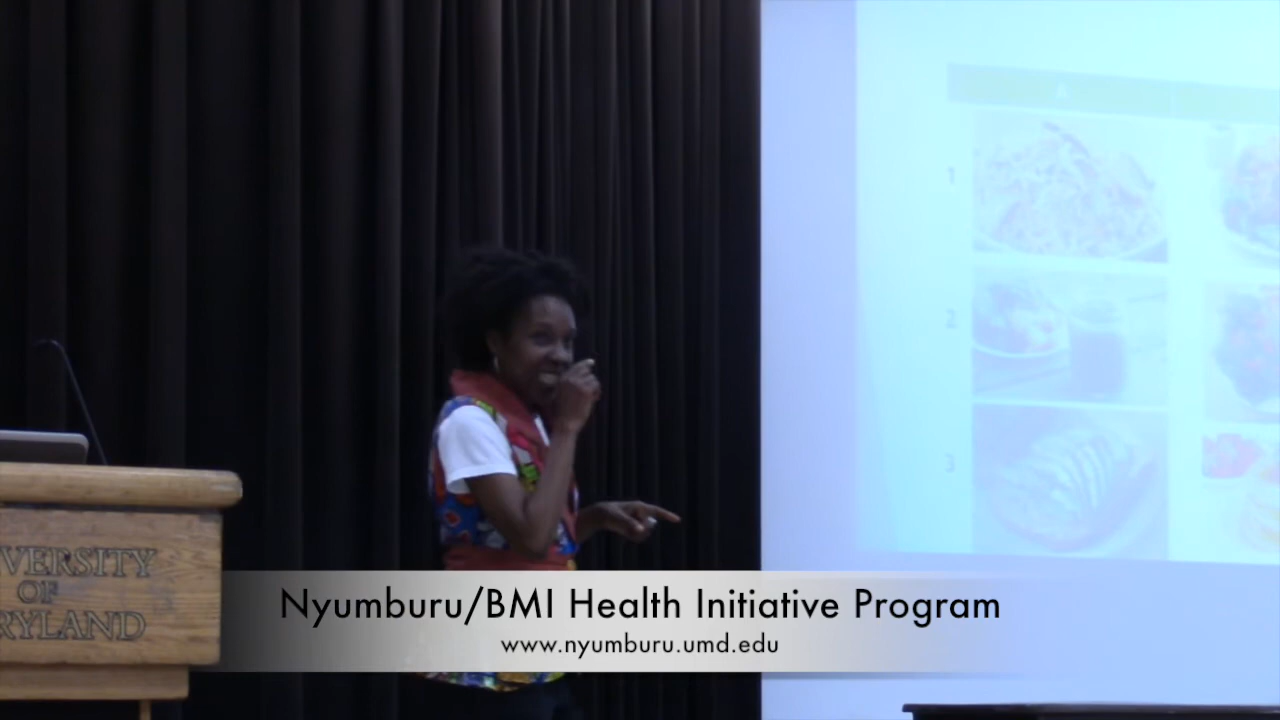 1
2
3
VERSITY
OF
RYLAND
Nyumburu/BMI Health Initiative Program
www.nyumburu.umd.edu